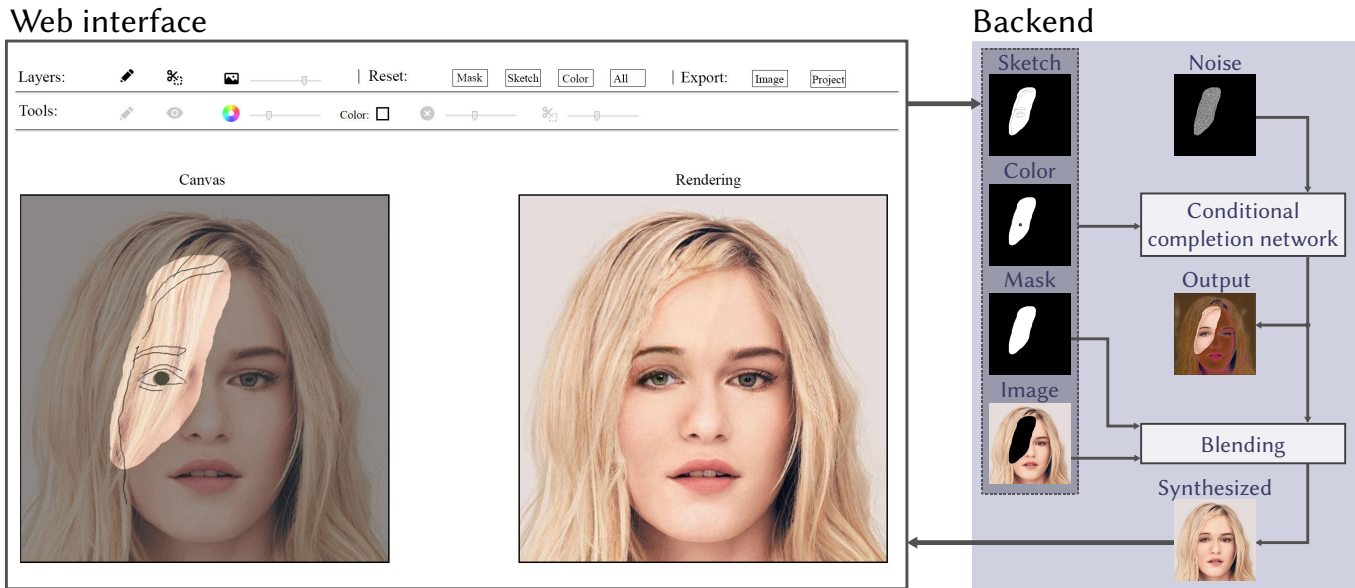 Web interface
Layers:
| Reset:
Mask
Sketch
Color
All
| Export:
Image
Project
Tools:
Color:
Canvas
Rendering
Backend
Sketch
Noise
Color
Conditional
completion network
Mask
Output
Image
Blending
Synthesized